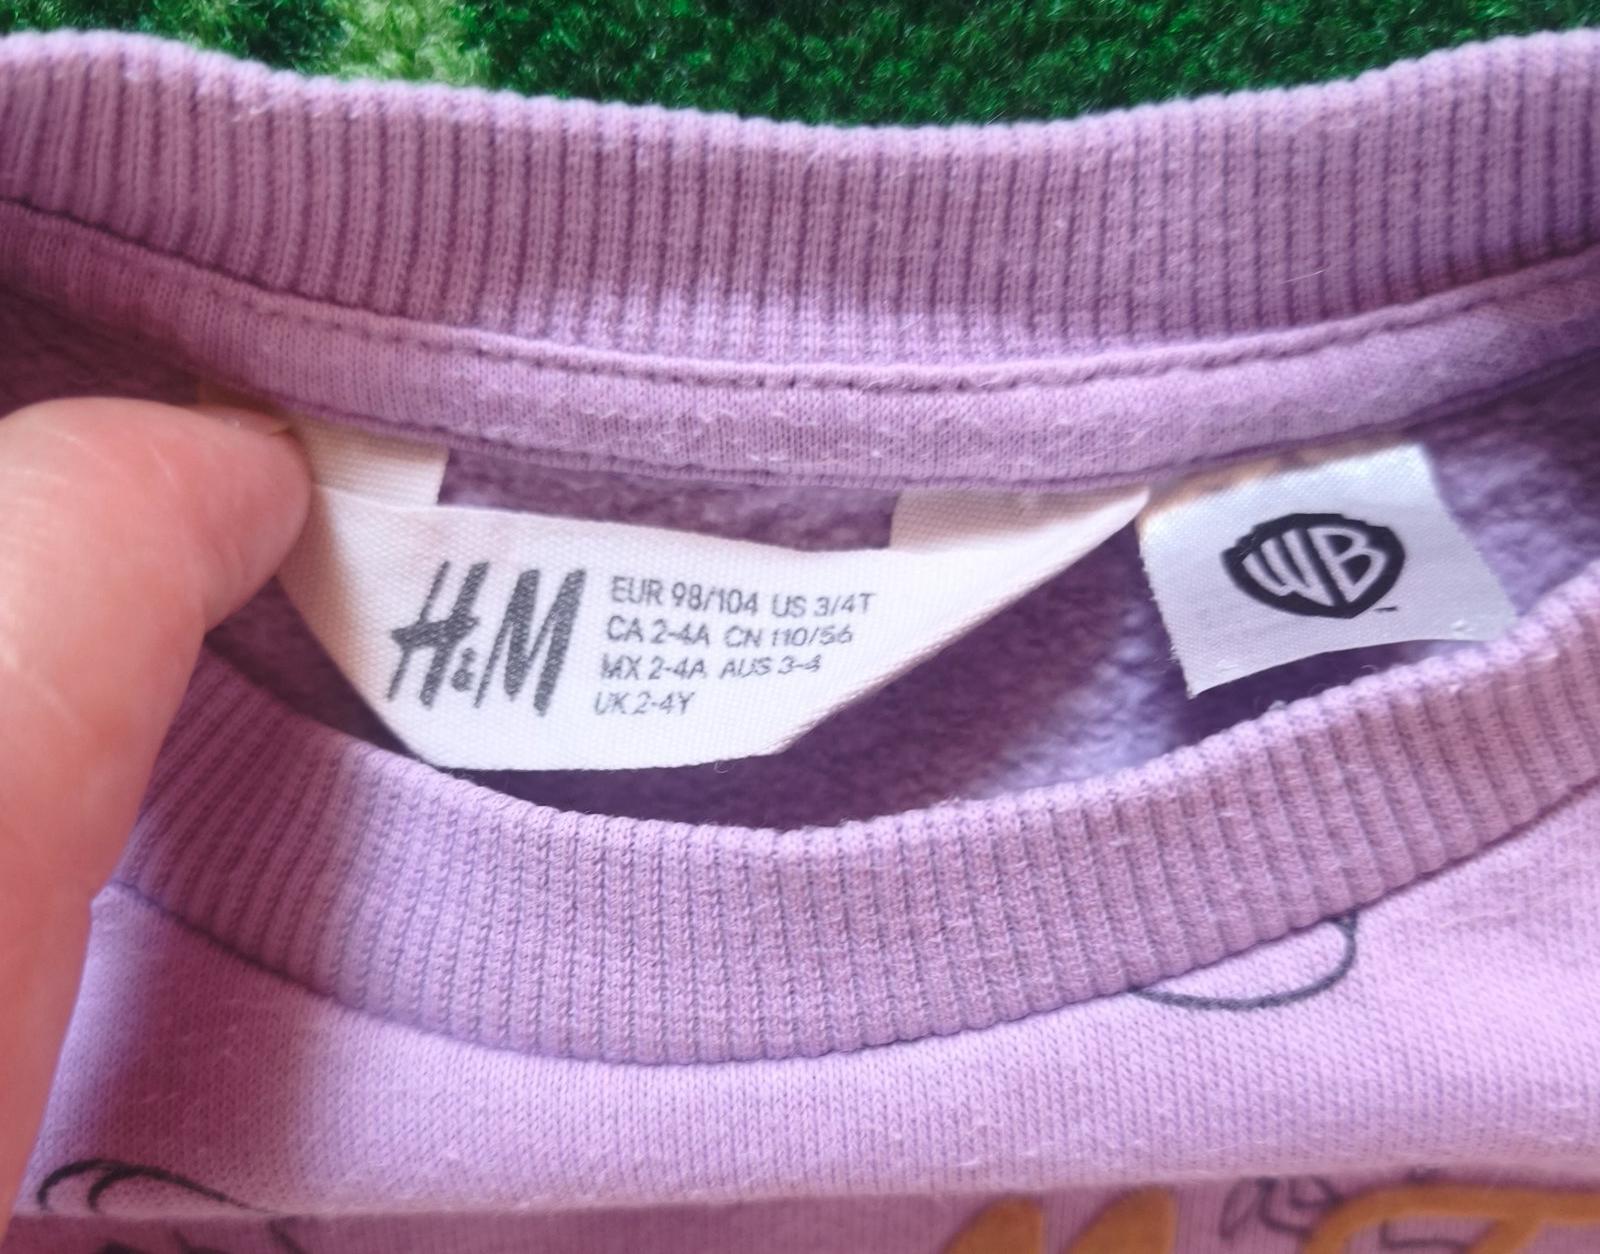 H&M
EUR 98/104 US 3/4T
CA 2-4A CN 110/56
MX 2-4A AUS 3-4
UK 2-4Y
WB